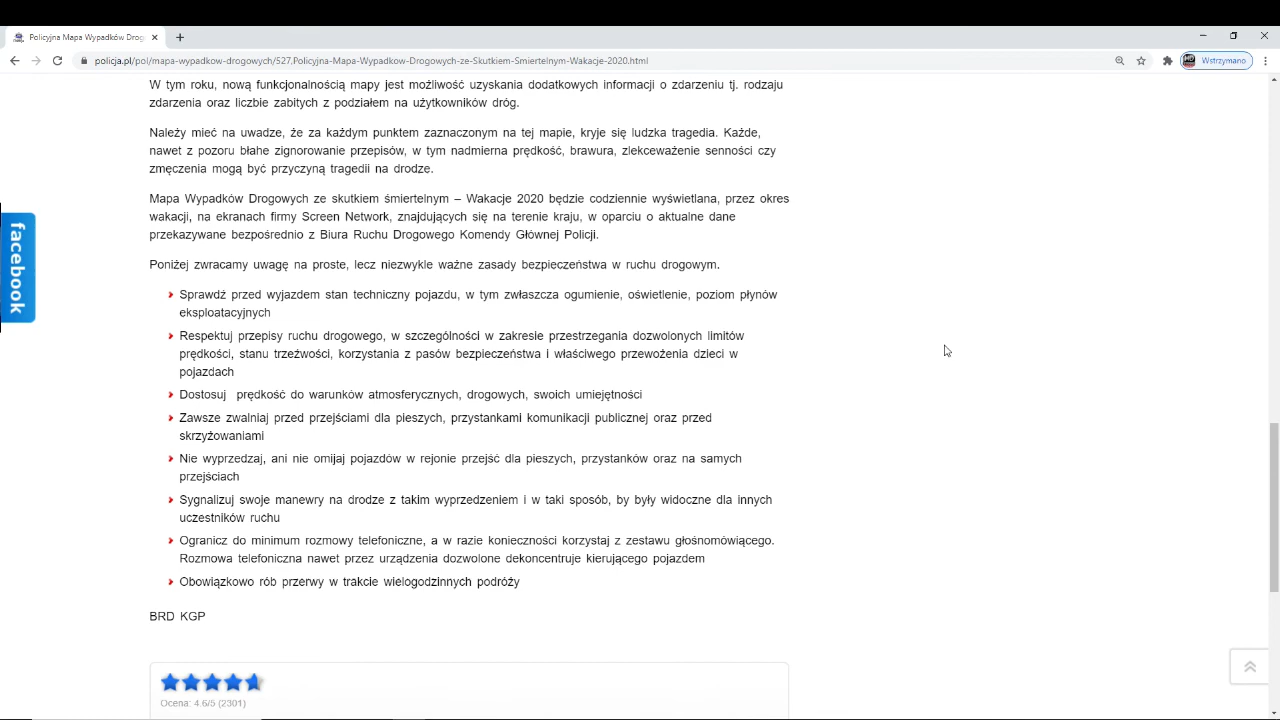 Policyjna Mapa Wypadków Drog
policja.pl/pol/mapa-wypadkow-drogowych/527,Policyjna-Mapa-Wypadkow-Drogowych-ze-Skutkiem-Smiertelnym-Wakacje-2020.html
Wstrzymano
W tym roku, nową funkcjonalnością mapy jest możliwość uzyskania dodatkowych informacji o zdarzeniu tj. rodzaju
zdarzenia oraz liczbie zabitych z podziałem na użytkowników dróg.
Należy mieć na uwadze, że za każdym punktem zaznaczonym na tej mapie, kryje się ludzka tragedia. Każde,
nawet z pozoru błahe zignorowanie przepisów, w tym nadmierna prędkość, brawura, zlekceważenie senności czy
zmęczenia mogą być przyczyną tragedii na drodze.
Mapa Wypadków Drogowych ze skutkiem śmiertelnym – Wakacje 2020 będzie codziennie wyświetlana, przez okres
wakacji, na ekranach firmy Screen Network, znajdujących się na terenie kraju, w oparciu o aktualne dane
przekazywane bezpośrednio z Biura Ruchu Drogowego Komendy Głównej Policji.
facebook
Poniżej zwracamy uwagę na proste, lecz niezwykle ważne zasady bezpieczeństwa w ruchu drogowym.
Sprawdź przed wyjazdem stan techniczny pojazdu, w tym zwłaszcza ogumienie, oświetlenie, poziom płynów
eksploatacyjnych
Respektuj przepisy ruchu drogowego, w szczególności w zakresie przestrzegania dozwolonych limitów
prędkości, stanu trzeźwości, korzystania z pasów bezpieczeństwa i właściwego przewożenia dzieci w
pojazdach
Dostosuj prędkość do warunków atmosferycznych, drogowych, swoich umiejętności
Zawsze zwalniaj przed przejściami dla pieszych, przystankami komunikacji publicznej oraz przed
skrzyżowaniami
Nie wyprzedzaj, ani nie omijaj pojazdów w rejonie przejść dla pieszych, przystanków oraz na samych
przejściach
Sygnalizuj swoje manewry na drodze z takim wyprzedzeniem i w taki sposób, by były widoczne dla innych
uczestników ruchu
Ogranicz do minimum rozmowy telefoniczne, a w razie konieczności korzystaj z zestawu głośnomówiącego.
Rozmowa telefoniczna nawet przez urządzenia dozwolone dekoncentruje kierującego pojazdem
Obowiązkowo rób przerwy w trakcie wielogodzinnych podróży
BRD KGP
Ocena: 4.6/5 (2301)